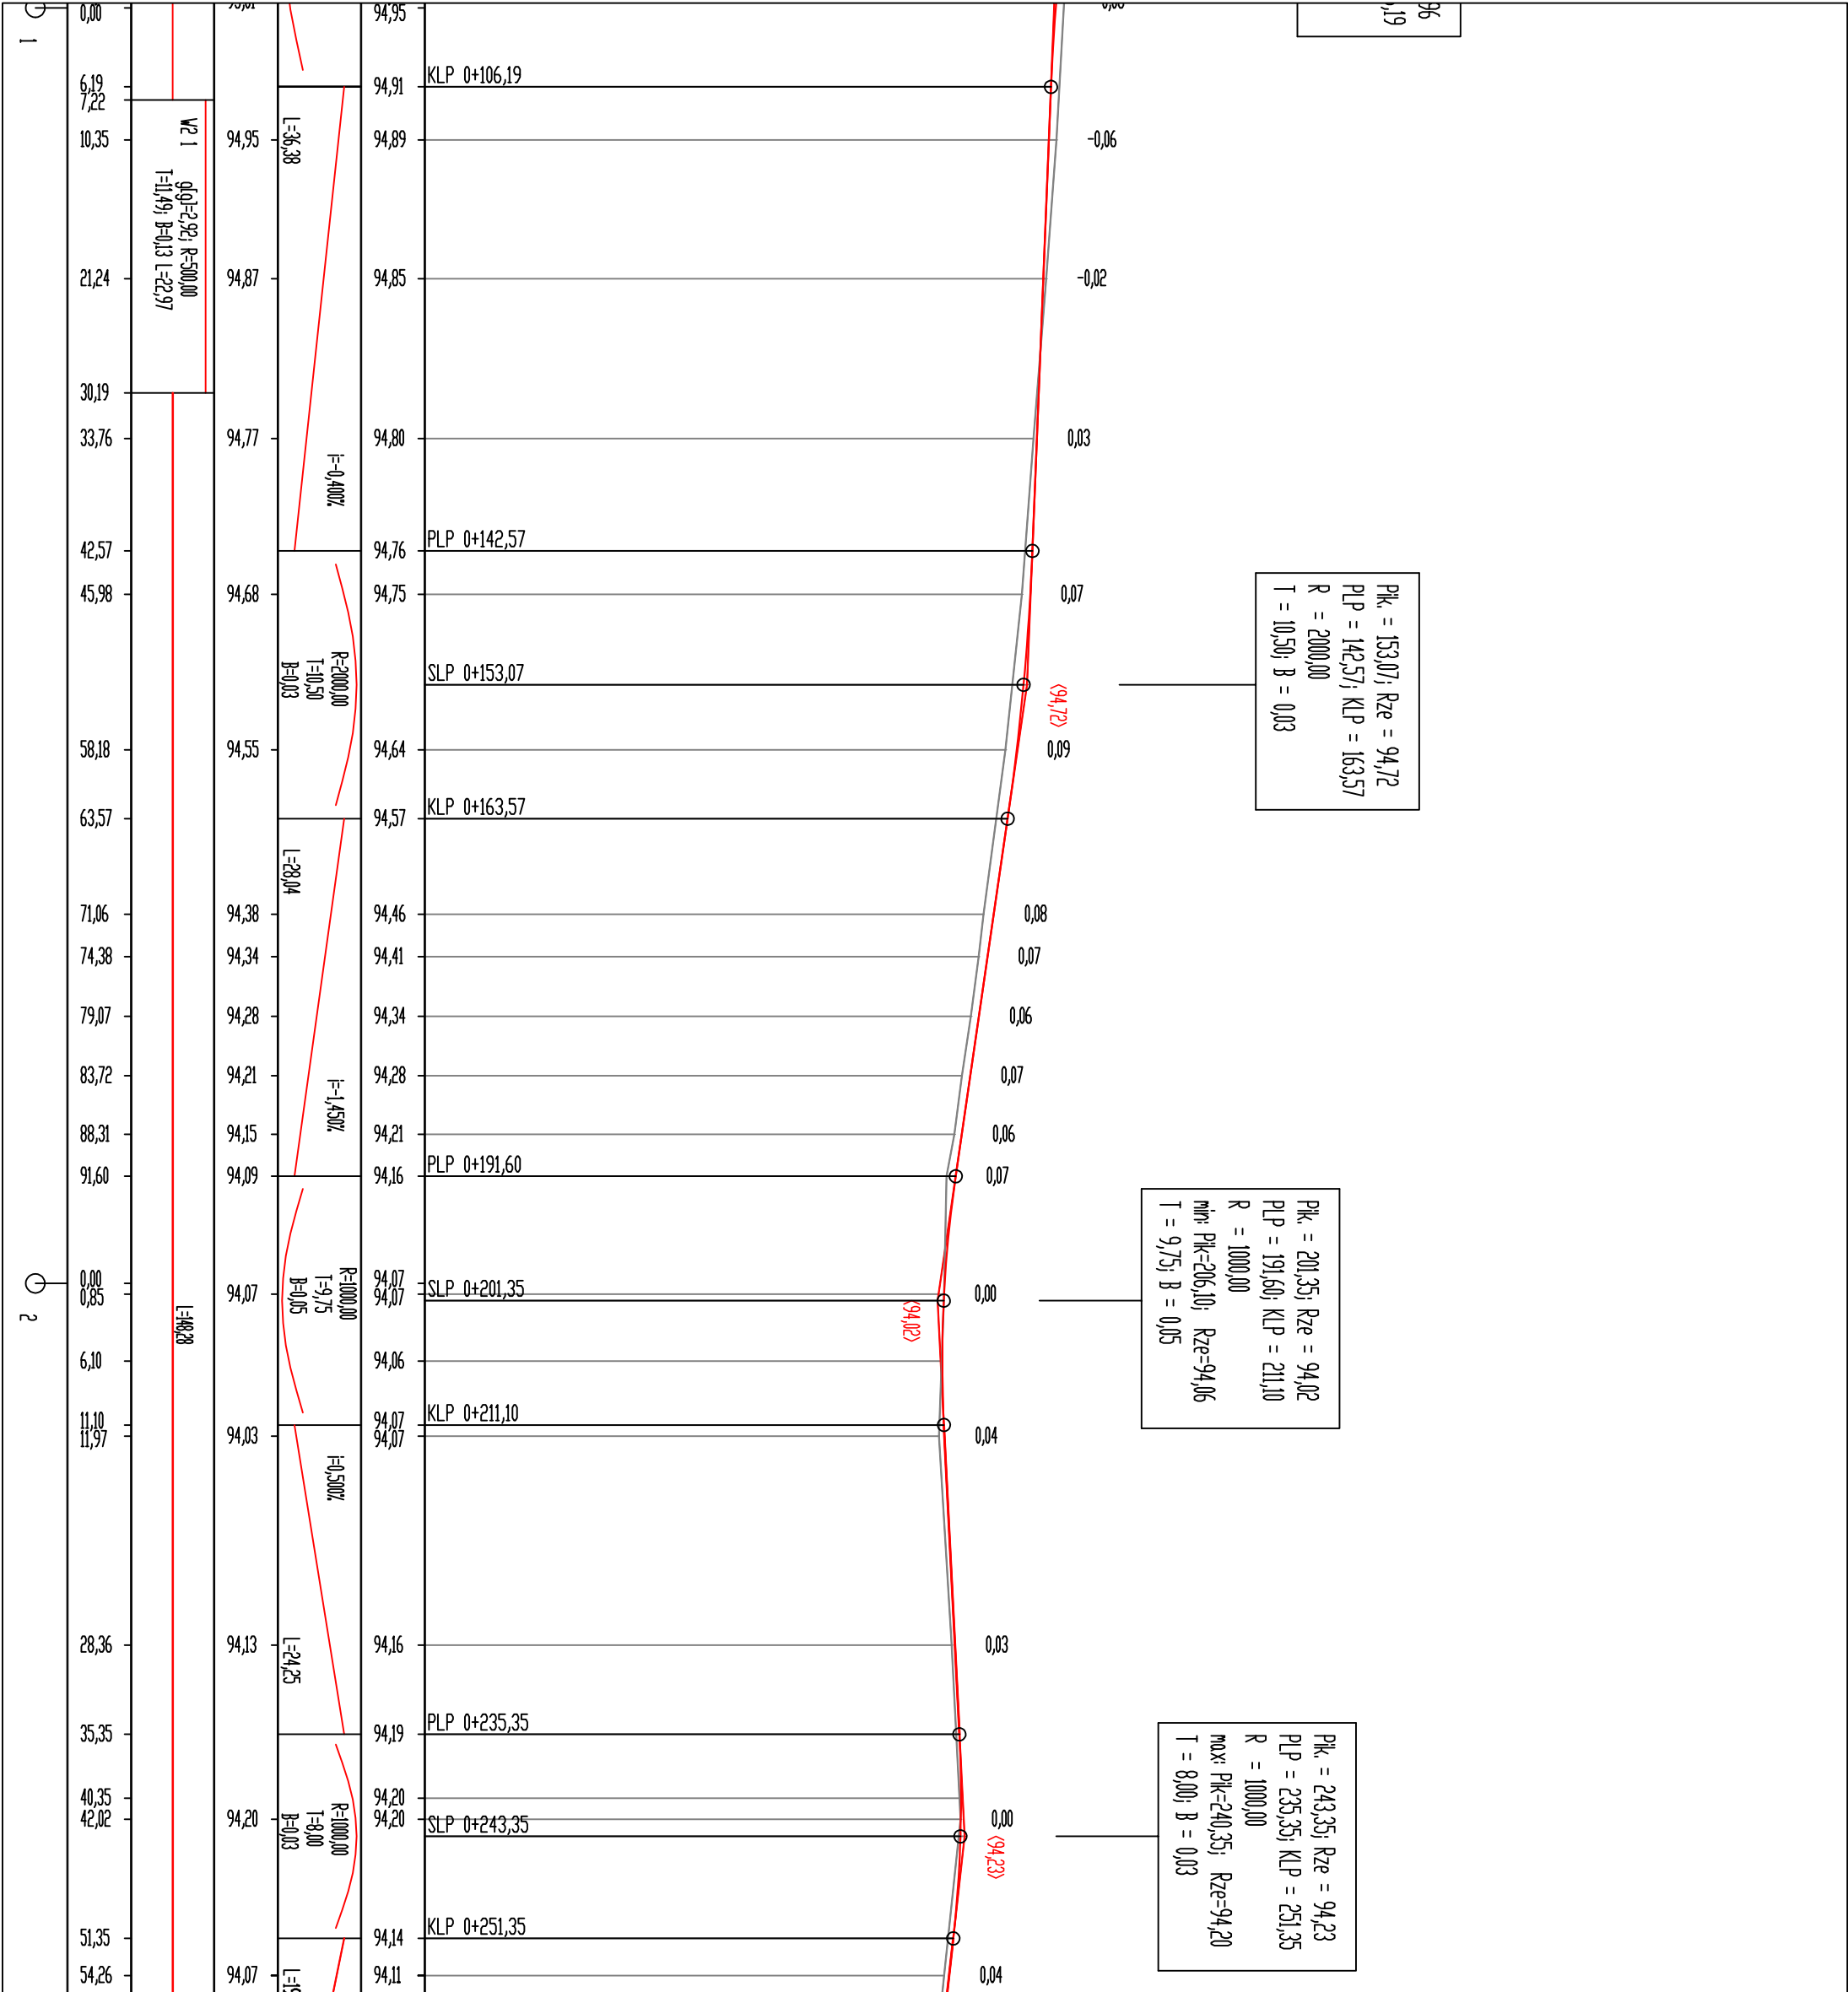 0,00
94,95
6,19
94,91
KLP 0+106,19
7,22
10,35
94,95
94,89
-0,06
21,24
94,87
94,85
-0,02
30,19
33,76
94,77
94,80
0,03
42,57
94,76
PLP 0+142,57
45,98
94,68
94,75
0,07
SLP 0+153,07
58,18
94,55
94,64
0,09
63,57
94,57
KLP 0+163,57
71,06
94,38
94,46
0,08
74,38
94,34
94,41
0,07
79,07
94,28
94,34
0,06
83,72
94,21
94,28
0,07
88,31
94,15
94,21
0,06
91,60
94,09
94,16
PLP 0+191,60
0,07
0,00
94,07
0,85
94,07
94,07
SLP 0+201,35
0,00
6,10
94,06
11,10
94,07
KLP 0+211,10
11,97
94,03
94,07
0,04
28,36
94,13
94,16
0,03
35,35
94,19
PLP 0+235,35
40,35
94,20
42,02
94,20
94,20
0,00
SLP 0+243,35
51,35
94,14
KLP 0+251,35
54,26
94,07
94,11
0,04
,19
Pik. = 153,07; Rze = 94,72
PLP = 142,57; KLP = 163,57
R = 2000,00
T = 10,50; B = 0,03
Pik. = 201,35; Rze = 94,02
PLP = 191,60; KLP = 211,10
R = 1000,00
min: Pik=206,10; Rze=94,06
T = 9,75; B = 0,05
Pik. = 243,35; Rze = 94,23
PLP = 235,35; KLP = 251,35
R = 1000,00
max: Pik=240,35; Rze=94,20
T = 8,00; B = 0,03
<94,72>
<94,02>
<94,23>
L=36,38
i=-0,400%
R=2000,00
T=10,50
B=0,03
L=28,04
i=-1,450%
R=1000,00
T=9,75
B=0,05
i=0,500%
L=24,25
R=1000,00
T=8,00
B=0,03
W2 1
g[g]=2,92; R=500,00
T=11,49; B=0,13 L=22,97
L=148,28
1
2